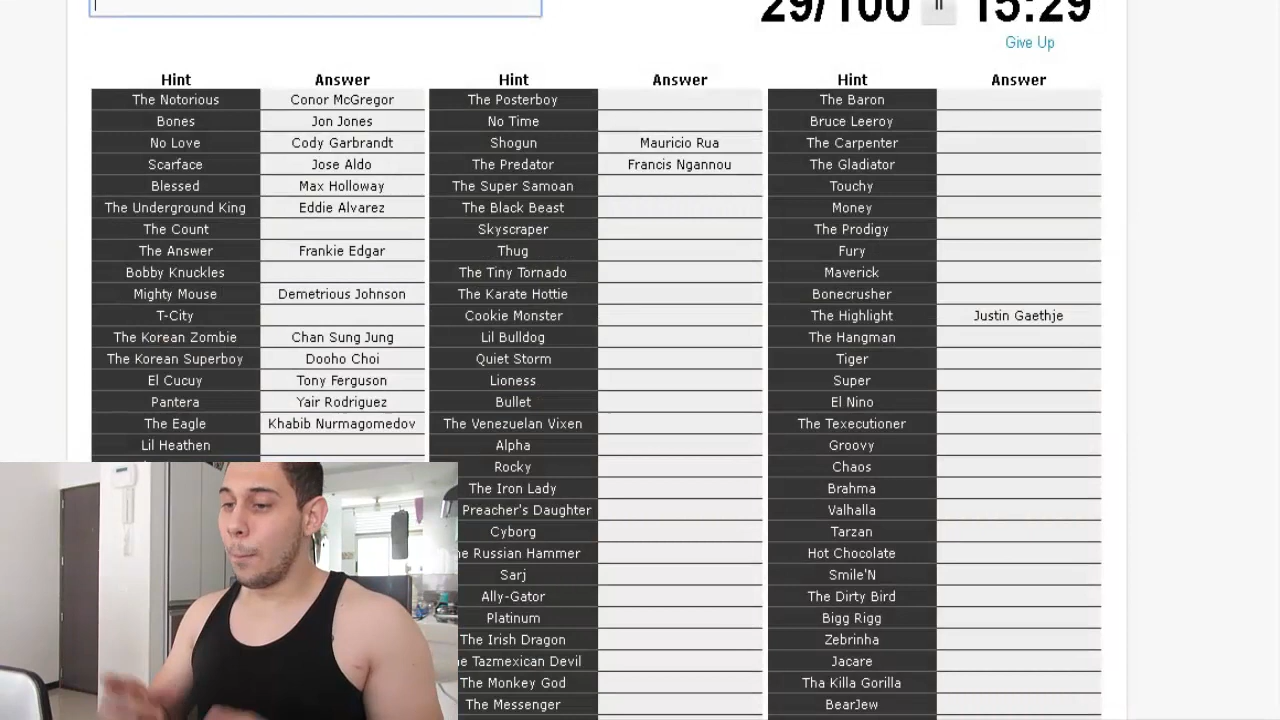 29/100 15:29
Give Up
Hint Answer Hint Answer Hint Answer
The Notorious Conor McGregor The Posterboy The Baron
Bones Jon Jones No Time Bruce Leeroy
No Love Cody Garbrandt Shogun Mauricio Rua The Carpenter
Scarface Jose Aldo The Predator Francis Ngannou The Gladiator
Blessed Max Holloway The Super Samoan Touchy
The Underground King Eddie Alvarez The Black Beast Money
The Count Skyscraper The Prodigy
The Answer Frankie Edgar Thug Fury
Bobby Knuckles The Tiny Tornado Maverick
Mighty Mouse Demetrious Johnson The Karate Hottie Bonecrusher
T-City Cookie Monster The Highlight Justin Gaethje
The Korean Zombie Chan Sung Jung Lil Bulldog The Hangman
The Korean Superboy Dooho Choi Quiet Storm Tiger
El Cucuy Tony Ferguson Lioness Super
Pantera Yair Rodriguez Bullet El Nino
The Eagle Khabib Nurmagomedov The Venezuelan Vixen The Texecutioner
Lil Heathen Alpha Groovy
Rocky Chaos
The Iron Lady Brahma
Preacher's Daughter Valhalla
Cyborg Tarzan
Russian Hammer Hot Chocolate
Sarj Smile'N
Ally-Gator The Dirty Bird
Platinum Bigg Rigg
The Irish Dragon Zebrinha
Tazmexican Devil Jacare
The Monkey God Tha Killa Gorilla
The Messenger BearJew